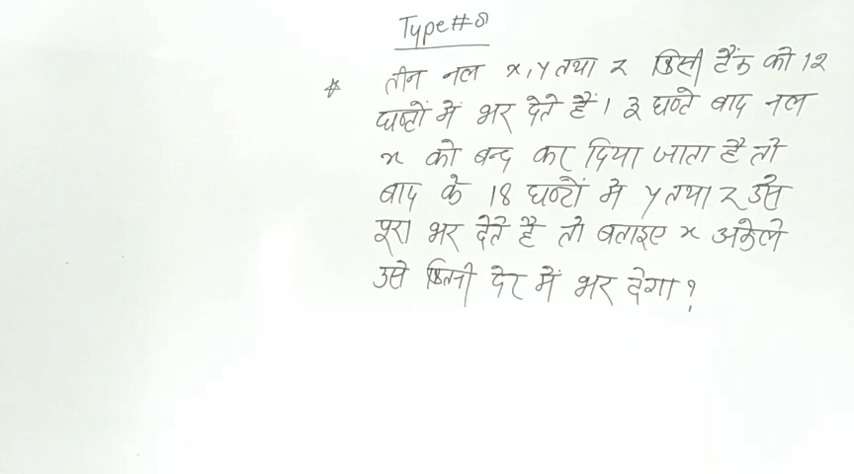 Type#8
* तीन नल x, y तथा z किसी टैंक को 12
घण्टों में भर देते हैं। 3 घण्टे बाद नल
x को बन्द कर दिया जाता है तो
बाद के 18 घण्टों में y तथा z उसे
पूरा भर देते है तो बताइए x अकेले
उसे कितनी देर में भर देगा?